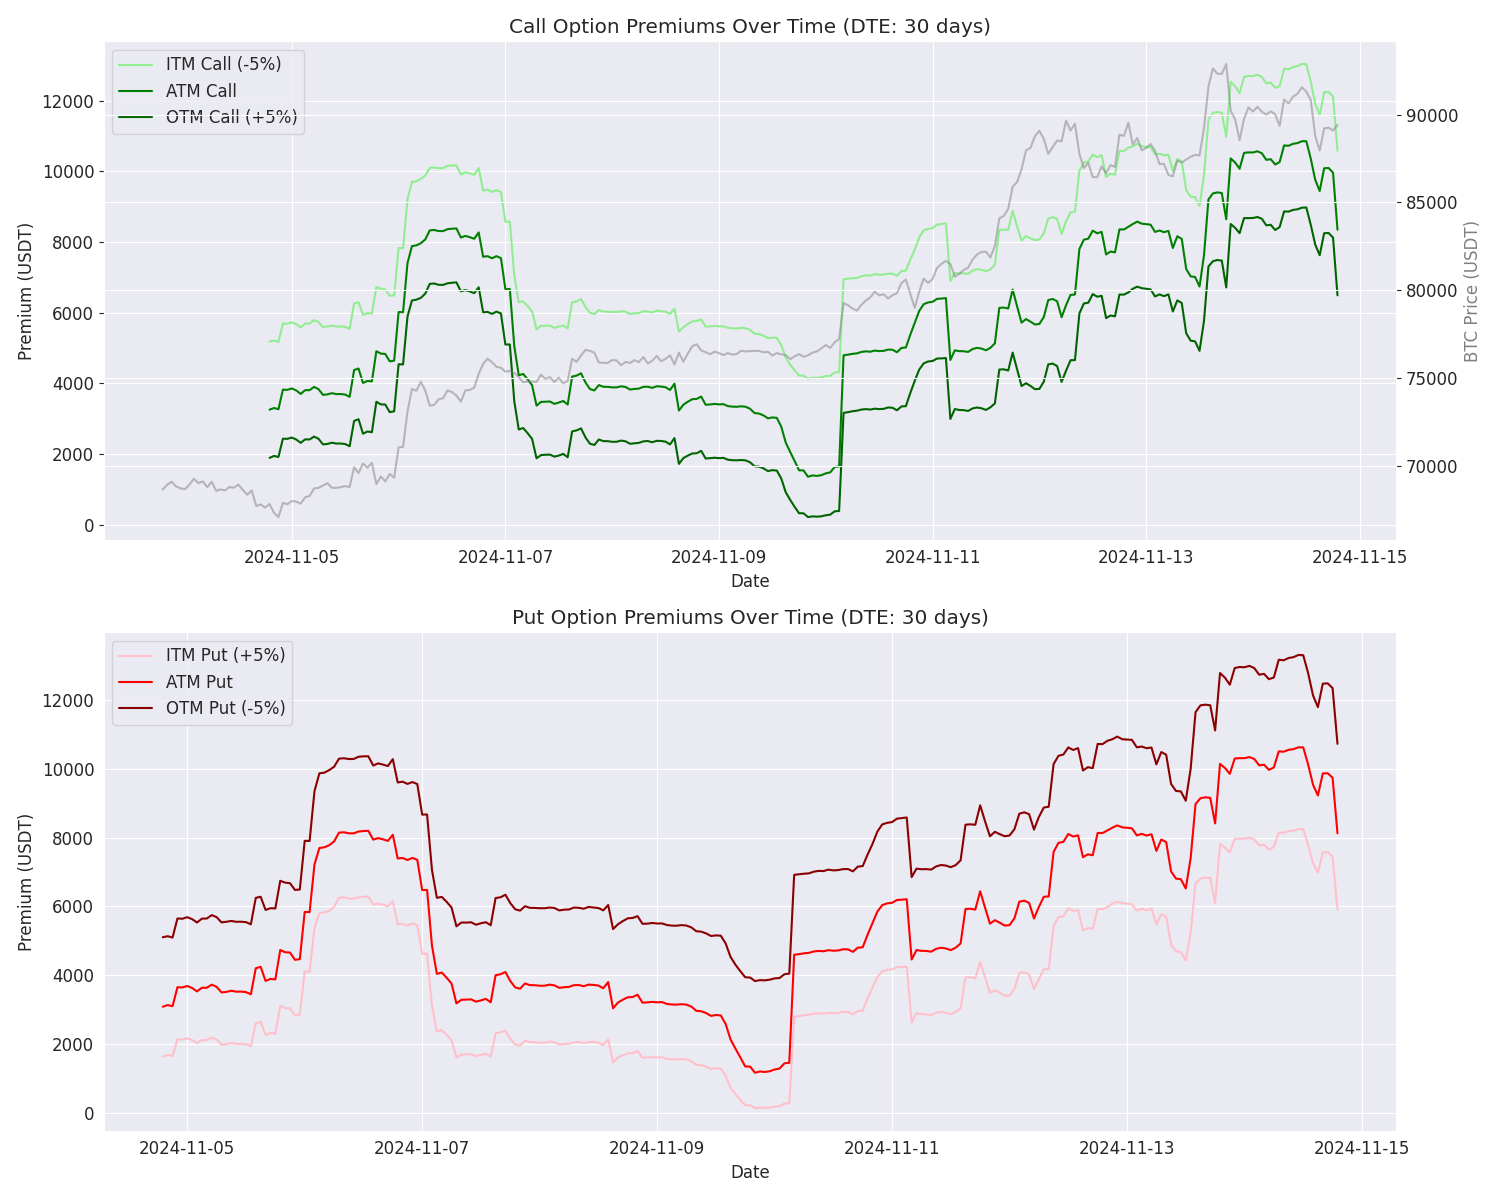 Call Option Premiums Over Time (DTE: 30 days)
ITM Call (-5%)
ATM Call
OTM Call (+5%)
Premium (USDT)
12000
10000
8000
6000
4000
2000
0
90000
85000
80000
75000
70000
BTC Price (USDT)
2024-11-05 2024-11-07 2024-11-09 2024-11-11 2024-11-13 2024-11-15
Date
Put Option Premiums Over Time (DTE: 30 days)
ITM Put (+5%)
ATM Put
OTM Put (-5%)
Premium (USDT)
12000
10000
8000
6000
4000
2000
0
2024-11-05 2024-11-07 2024-11-09 2024-11-11 2024-11-13 2024-11-15
Date